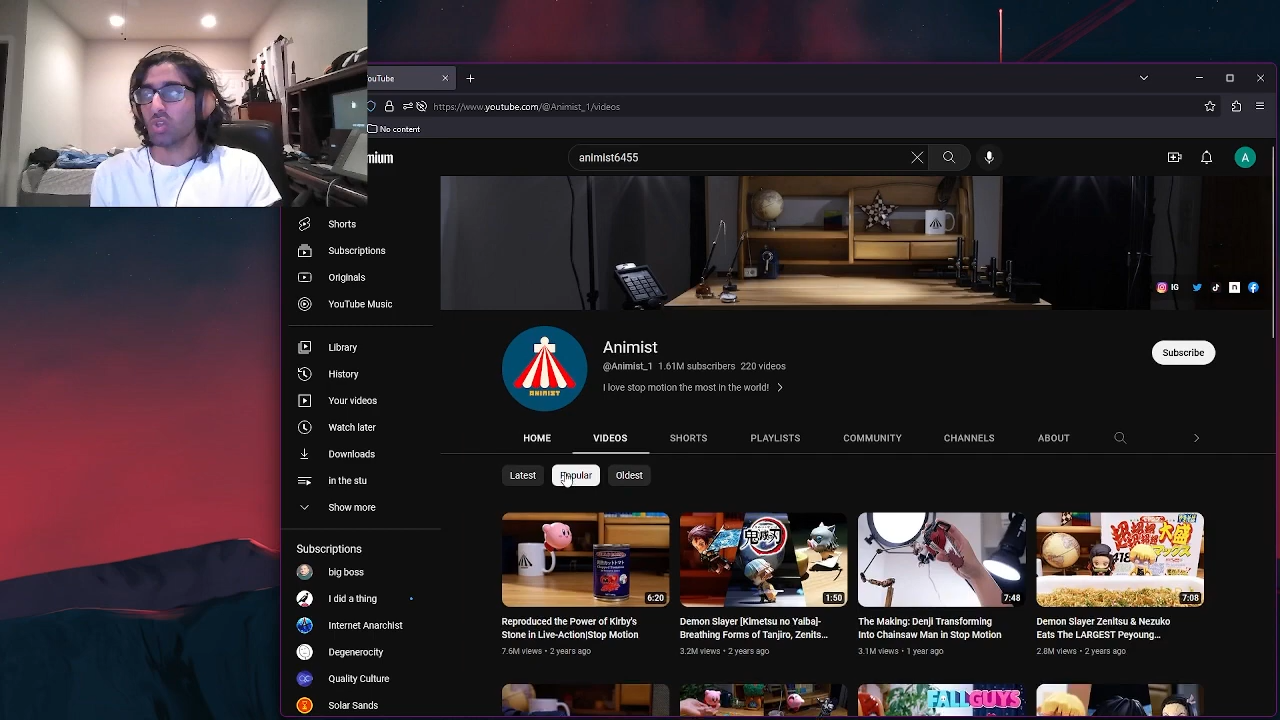 ouTube
https://www.youtube.com/@Animist_1/videos
No content
mium
animist6455
A
IG
Shorts
Subscriptions
Originals
YouTube Music
Library
History
Your videos
Watch later
Downloads
in the stu
Show more
Subscriptions
big boss
I did a thing
Internet Anarchist
Degenerocity
Quality Culture
Solar Sands
ANIMIST
Animist
@Animist_1 1.61M subscribers 220 videos
I love stop motion the most in the world!
Subscribe
HOME VIDEOS SHORTS PLAYLISTS COMMUNITY CHANNELS ABOUT
Latest Popular Oldest
6:20
Reproduced the Power of Kirby's
Stone in Live-Action|Stop Motion
7.6M views • 2 years ago
鬼滅刃
1:50
Demon Slayer [Kimetsu no Yaiba]-
Breathing Forms of Tanjiro, Zenits...
3.2M views • 2 years ago
7:48
The Making: Denji Transforming
Into Chainsaw Man in Stop Motion
3.1M views • 1 year ago
7:08
Demon Slayer Zenitsu & Nezuko
Eats The LARGEST Peyoung...
2.8M views • 2 years ago
FALL GUYS